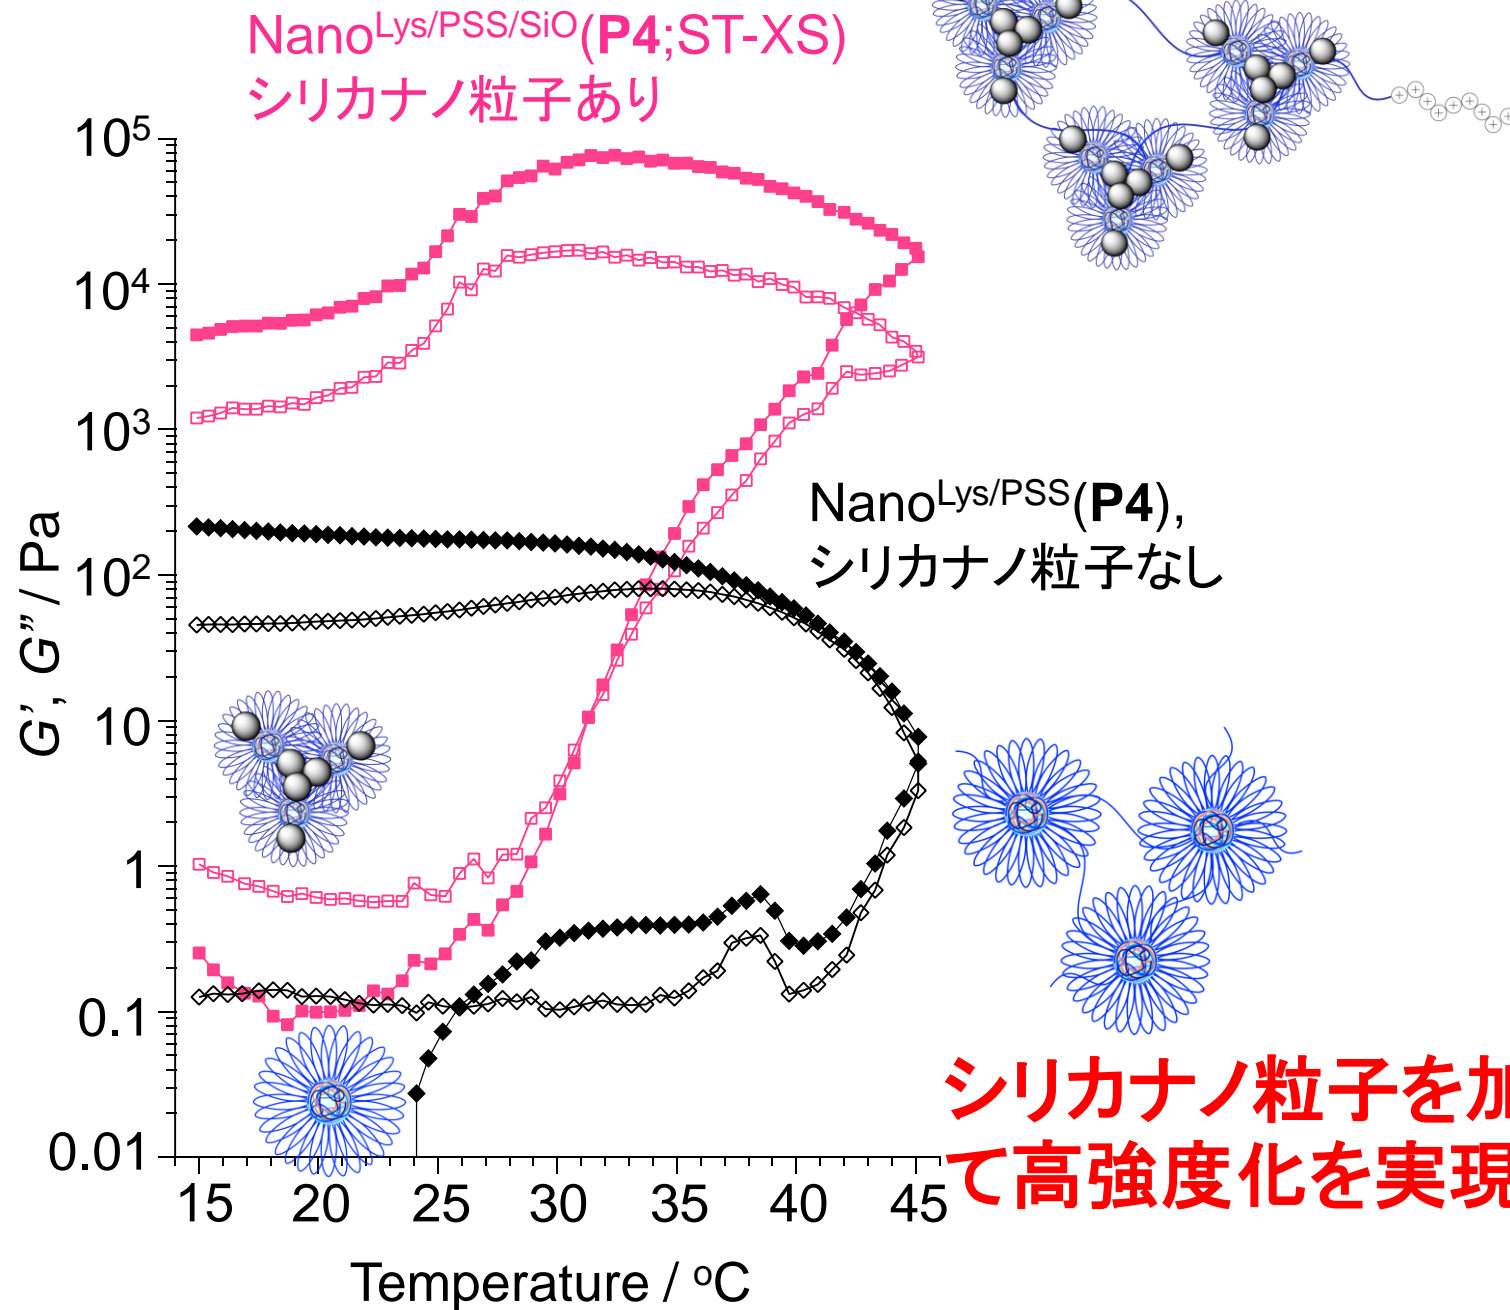 Nano^Lys/PSS/SiO(P4;ST-XS)
シリカナノ粒子あり
10^5
10^4
10^3
10^2
10
1
0.1
0.01
G', G" / Pa
Nano^Lys/PSS(P4),
シリカナノ粒子なし
シリカナノ粒子を加
て高強度化を実現
15 20 25 30 35 40 45
Temperature / °C